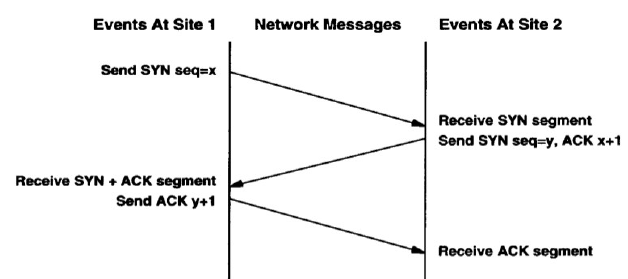 Events At Site 1 Network Messages Events At Site 2
Send SYN seq=x
Receive SYN segment
Send SYN seq=y, ACK x+1
Receive SYN + ACK segment
Send ACK y+1
Receive ACK segment